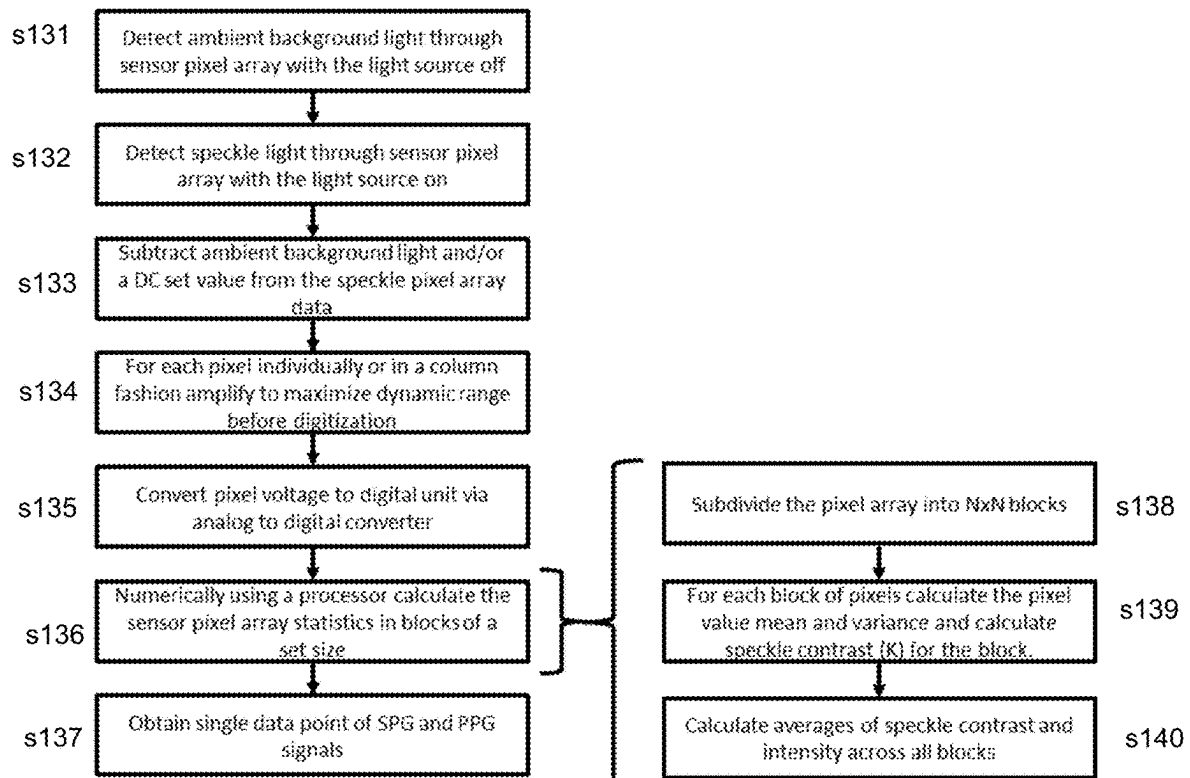 s131
Detect ambient background light through
sensor pixel array with the light source off
s132
Detect speckle light through sensor pixel
array with the light source on
s133
Subtract ambient background light and/or
a DC set value from the speckle pixel array
data
s134
For each pixel individually or in a column
fashion amplify to maximize dynamic range
before digitization
s135
Convert pixel voltage to digital unit via
analog to digital converter
s136
Numerically using a processor calculate the
sensor pixel array statistics in blocks of a
set size
s137
Obtain single data point of SPG and PPG
signals
Subdivide the pixel array into NxN blocks
s138
For each block of pixels calculate the pixel
value mean and variance and calculate
speckle contrast (K) for the block.
s139
Calculate averages of speckle contrast and
intensity across all blocks
s140